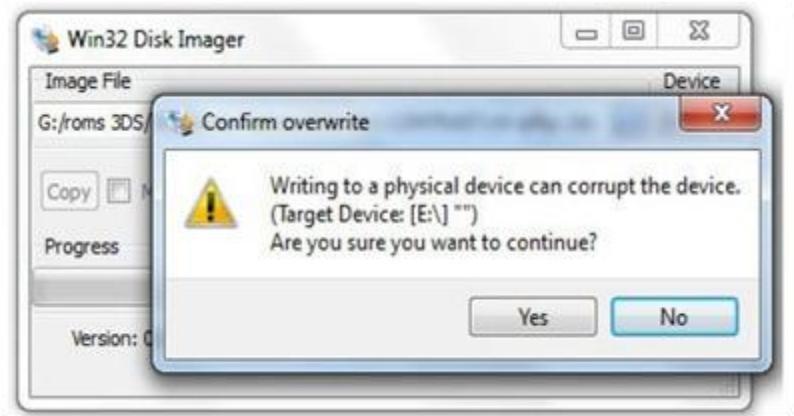 Win32 Disk Imager
Image File Device
G:/roms 3DS/
Confirm overwrite
Copy
Writing to a physical device can corrupt the device.
(Target Device: [E:\] "")
Are you sure you want to continue?
Progress
Yes No
Version: